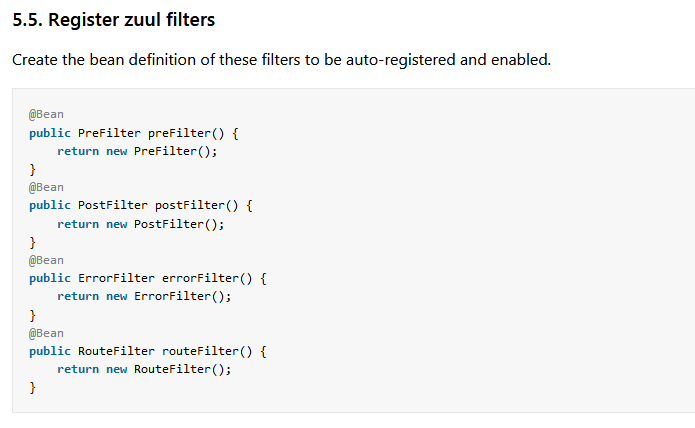 5.5. Register zuul filters
Create the bean definition of these filters to be auto-registered and enabled.
@Bean
public PreFilter preFilter() {
    return new PreFilter();
}
@Bean
public PostFilter postFilter() {
    return new PostFilter();
}
@Bean
public ErrorFilter errorFilter() {
    return new ErrorFilter();
}
@Bean
public RouteFilter routeFilter() {
    return new RouteFilter();
}